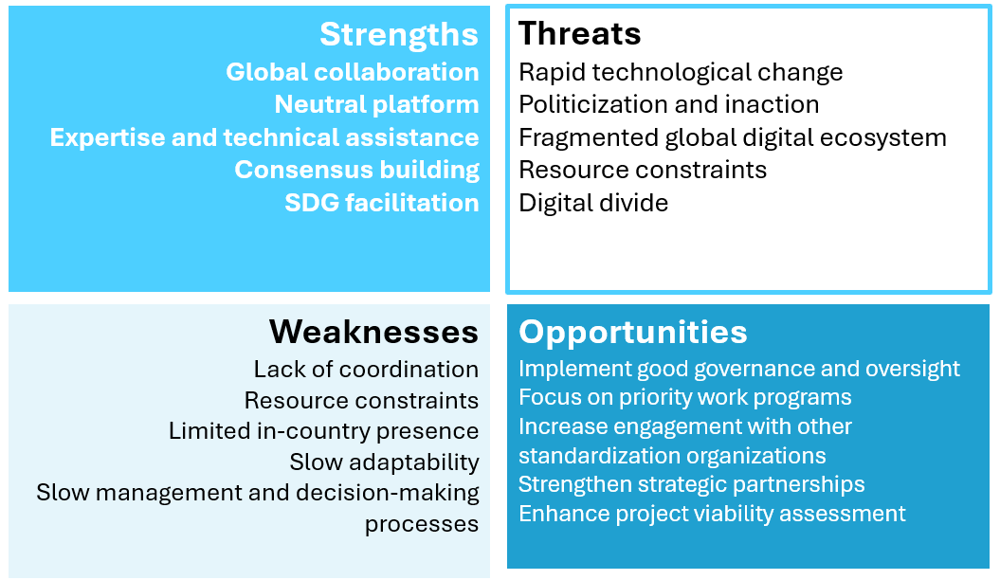 Strengths
Global collaboration
Neutral platform
Expertise and technical assistance
Consensus building
SDG facilitation
Threats
Rapid technological change
Politicization and inaction
Fragmented global digital ecosystem
Resource constraints
Digital divide
Weaknesses
Lack of coordination
Resource constraints
Limited in-country presence
Slow adaptability
Slow management and decision-making
processes
Opportunities
Implement good governance and oversight
Focus on priority work programs
Increase engagement with other
standardization organizations
Strengthen strategic partnerships
Enhance project viability assessment